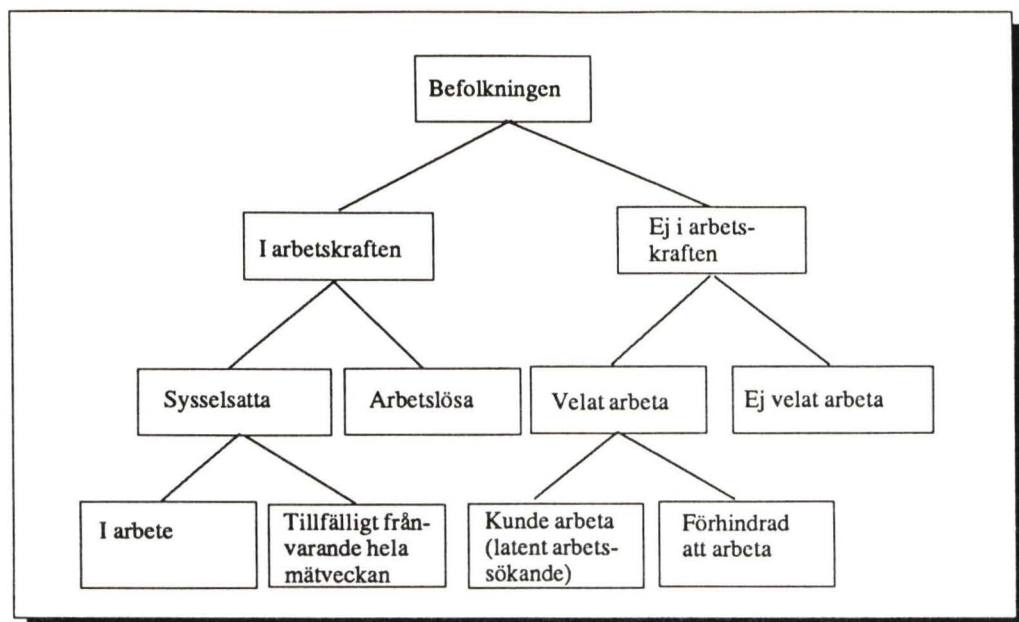 Befolkningen
I arbetskraften
Ej i arbets-
kraften
Sysselsatta
Arbetslösa
Velat arbeta
Ej velat arbeta
I arbete
Tillfälligt från-
varande hela
mätveckan
Kunde arbeta
(latent arbets-
sökande)
Förhindrad
att arbeta